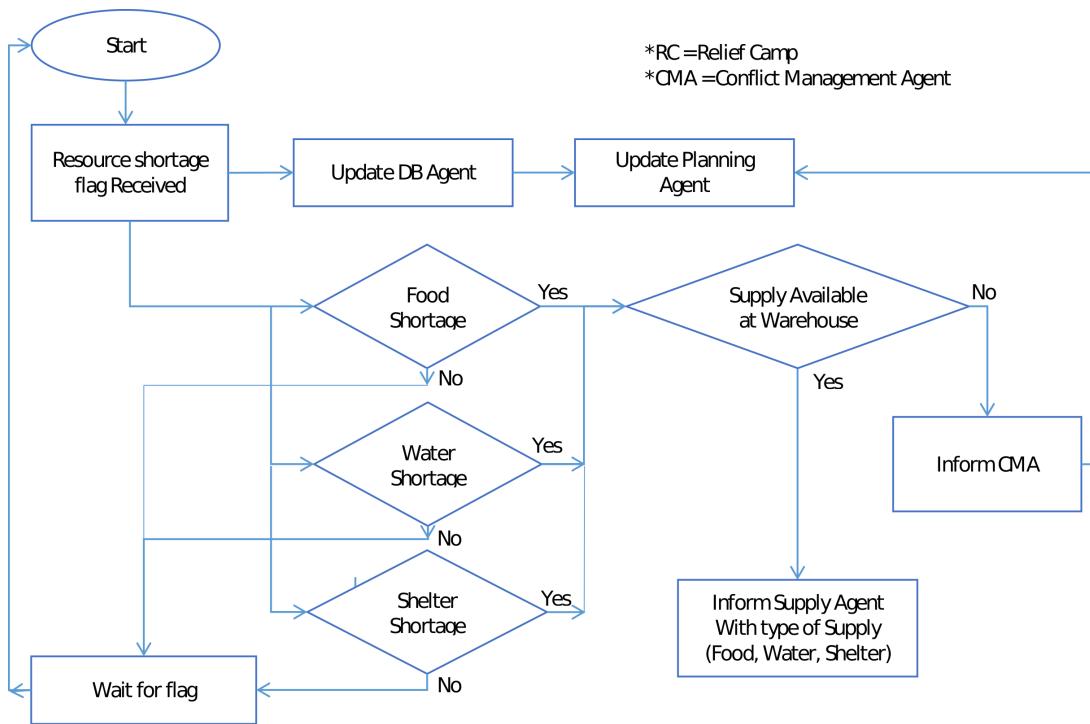 Start
*RC =Relief Camp
*CMA =Conflict Management Agent
Resource shortage
flag Received
Update DB Agent
Update Planning
Agent
Food
Shortage
Yes
No
Supply Available
at Warehouse
No
Yes
Water
Shortage
Yes
No
Inform CMA
Shelter
Shortage
Yes
No
Inform Supply Agent
With type of Supply
(Food, Water, Shelter)
Wait for flag